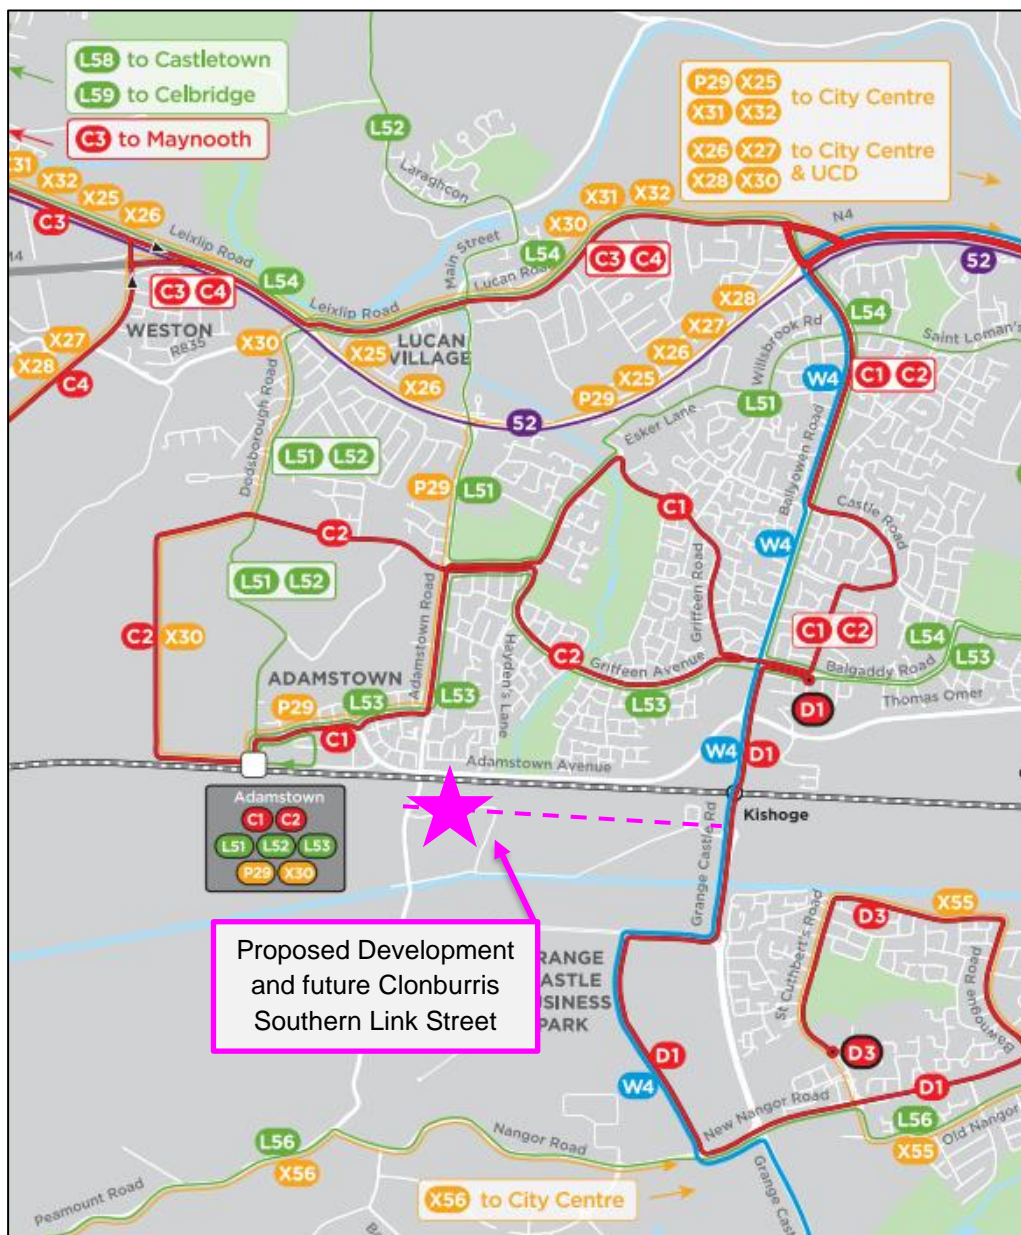 L58 to Castletown
L59 to Celbridge
C3 to Maynooth
P29 X25
X31 X32
to City Centre
X26 X27
X28 X30
to City Centre
& UCD
L52
Laraghcon
X31
X32
X25
X26
C3
Leixlip Road
C3 C4
WESTON
R835
X27
X28
C4
L54
Leixlip Road
X30
Main Street
L54
Lucan Road
X30
X31
X32
C3 C4
N4
52
LUCAN
VILLAGE
X25
X26
52
P29
X25
X26
X27
X28
Willsbrook Rd
L54
Saint Loman's
C1 C2
W4
L51
Esker Lane
Ballyowen Road
Dodsborough Road
L51 L52
P29
L51
C1
Castle Road
C2
W4
L51 L52
Adamstown Road
Griffeen Road
C2 X30
C1 C2
L54
L53
ADAMSTOWN
Hayden's Lane
C2
Griffeen Avenue
Balgaddy Road
P29
L53
L53
L53
Thomas Omer
C1
D1
W4
D1
Adamstown Avenue
Adamstown
C1 C2
L51 L52 L53
P29 X30
Kishoge
Grange Castle Rd
Proposed Development
and future Clonburris
Southern Link Street
RANGE
ASTLE
USINESS
PARK
St Cuthbert's Road
D3
X55
Bawnogue Road
D3
D1
W4
D1
New Nangor Road
L56
X55
Old Nangor
L56
X56
Nangor Road
Peamount Road
X56 to City Centre
Grange Cast